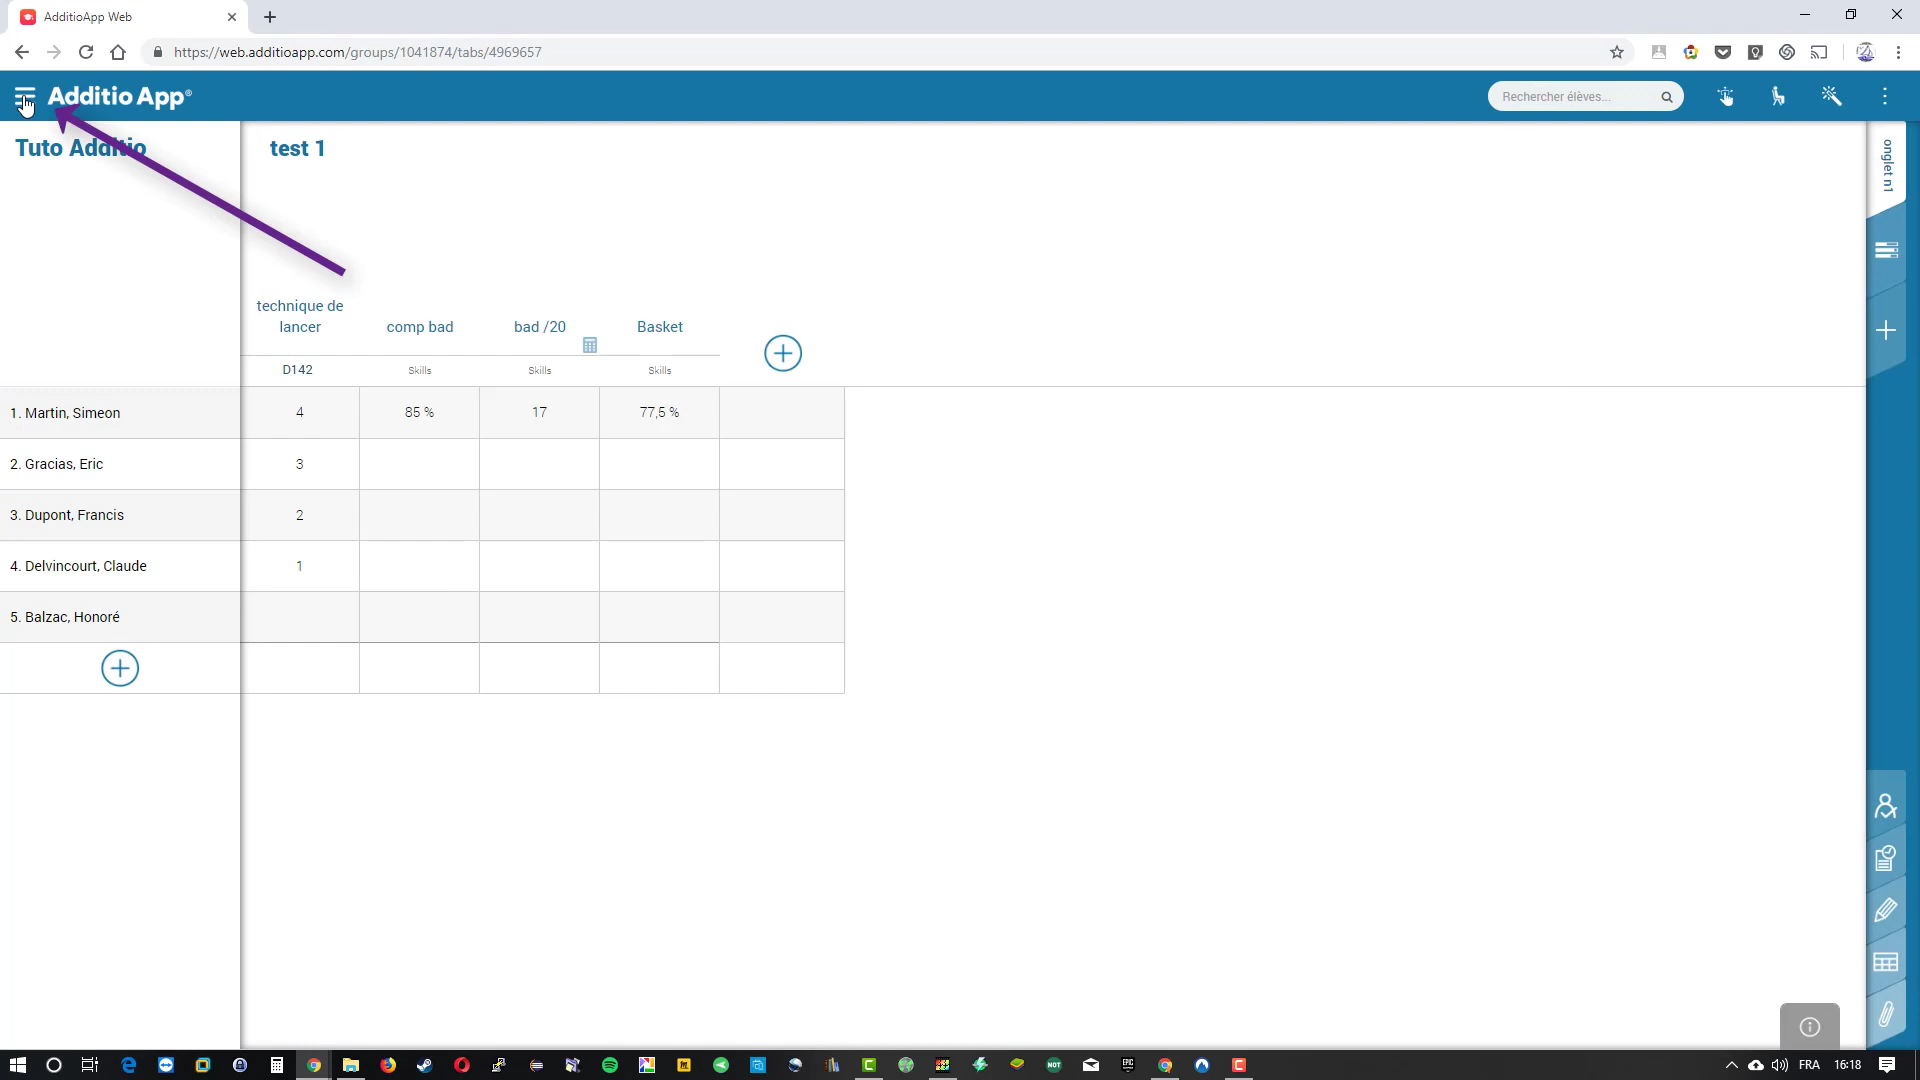 AdditioApp Web
https://web.additioapp.com/groups/1041874/tabs/4969657
Additio App®
Rechercher élèves...
Tuto Additio
test 1
onglet n1
technique de
lancer
comp bad
bad /20
Basket
D142
Skills
Skills
Skills
1. Martin, Simeon
4
85 %
17
77,5 %
2. Gracias, Eric
3
3. Dupont, Francis
2
4. Delvincourt, Claude
1
5. Balzac, Honoré
NOT
EPIC
FRA
16:18